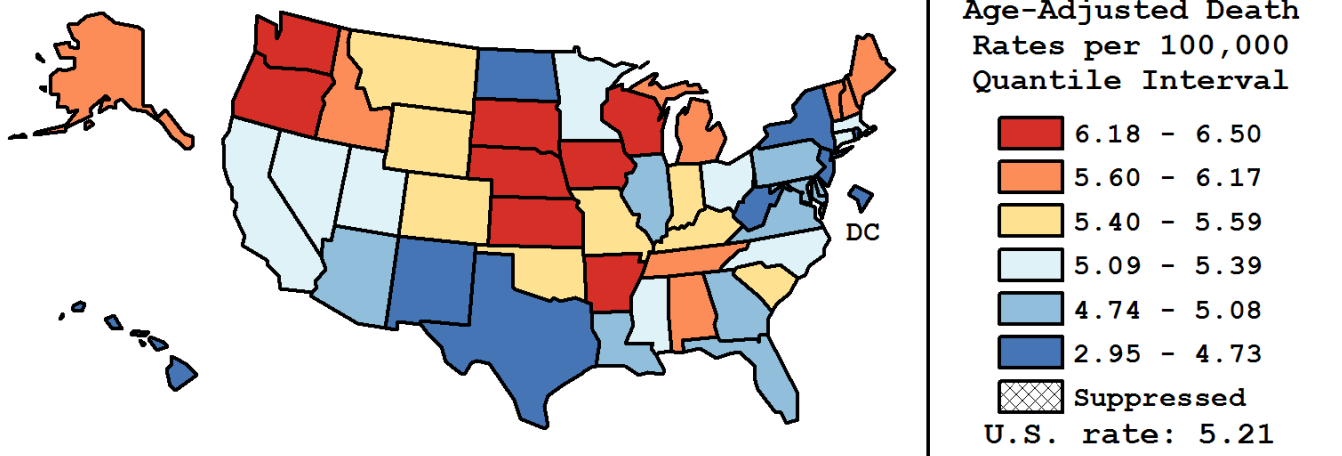 Age-Adjusted Death
Rates per 100,000
Quantile Interval
6.18 - 6.50
5.60 - 6.17
5.40 - 5.59
5.09 - 5.39
4.74 - 5.08
2.95 - 4.73
Suppressed
U.S. rate: 5.21
DC